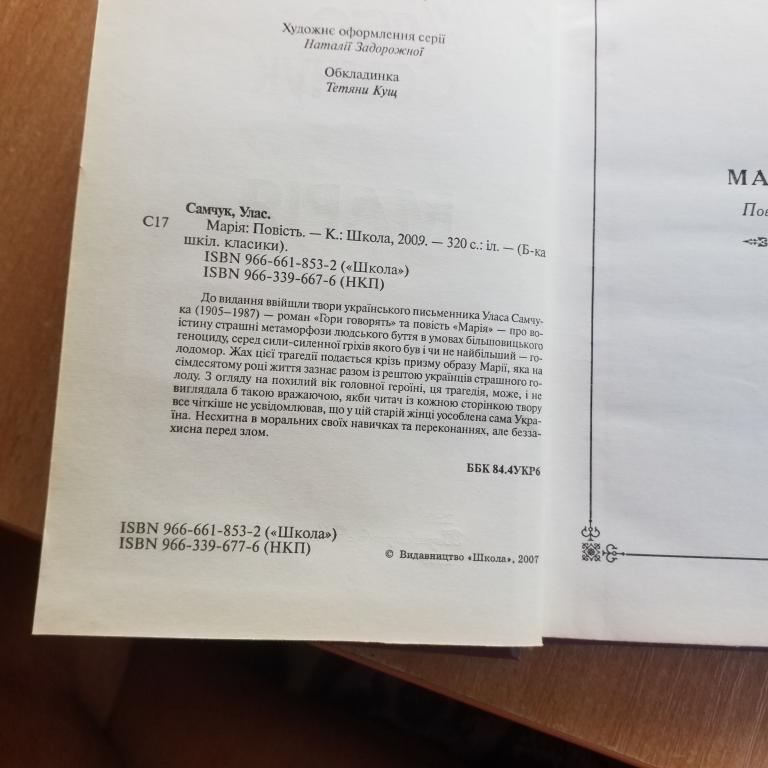 Художнє оформлення серії
Наталії Задорожної
Обкладинка
Тетяни Кущ
Самчук, Улас.
С17
Марія: Повість. — К.: Школа, 2009. — 320 с.: іл. — (Б-ка
шкіл. класики).
ISBN 966-661-853-2 («Школа»)
ISBN 966-339-667-6 (НКП)
До видання ввійшли твори українського письменника Уласа Самчу-
ка (1905–1987) — роман «Гори говорять» та повість «Марія» — про во-
істину страшні метаморфози людського буття в умовах більшовицького
геноциду, серед сили-силенної гріхів якого був і чи не найбільший — го-
лодомор. Жах цієї трагедії подається крізь призму образу Марії, яка на
сімдесятому році життя зазнає разом із рештою українців страшного го-
лоду. З огляду на похилий вік головної героїні, ця трагедія, може, і не
виглядала б такою вражаючою, якби читач із кожною сторінкою твору
все чіткіше не усвідомлював, що у цій старій жінці уособлена сама Укра-
їна. Несхитна в моральних своїх навичках та переконаннях, але безза-
хисна перед злом.
ББК 84.4УКР6
ISBN 966-661-853-2 («Школа»)
ISBN 966-339-677-6 (НКП)
© Видавництво «Школа», 2007
МА
Пов